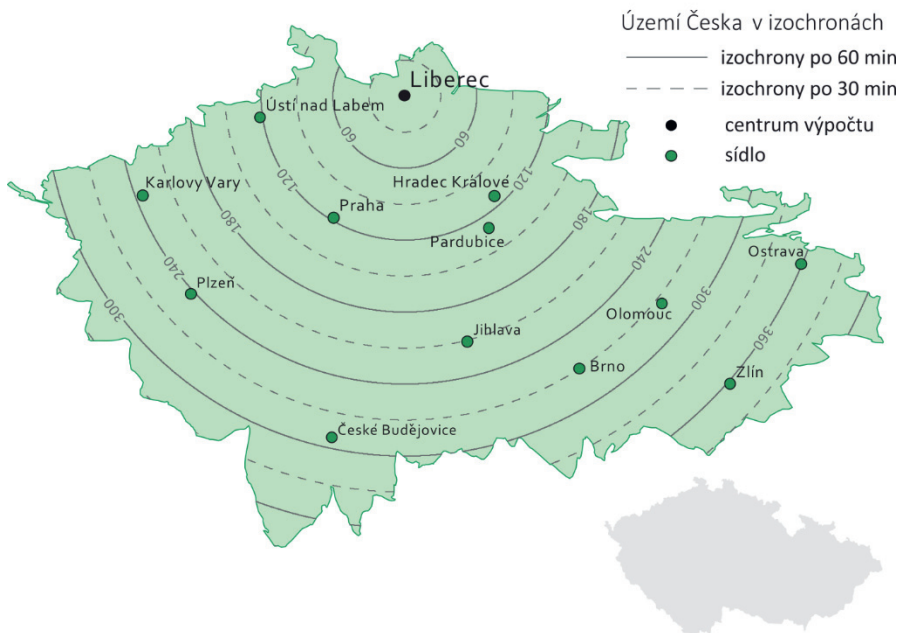 Území Česka v izochronách
izochrony po 60 min
izochrony po 30 min
centrum výpočtu
sídlo
Liberec
Ústí nad Labem
60
60
Karlovy Vary
120
Hradec Králové
120
Praha
180
Pardubice
180
Plzeň
240
240
Ostrava
300
Olomouc
300
Jihlava
360
Brno
Zlín
České Budějovice